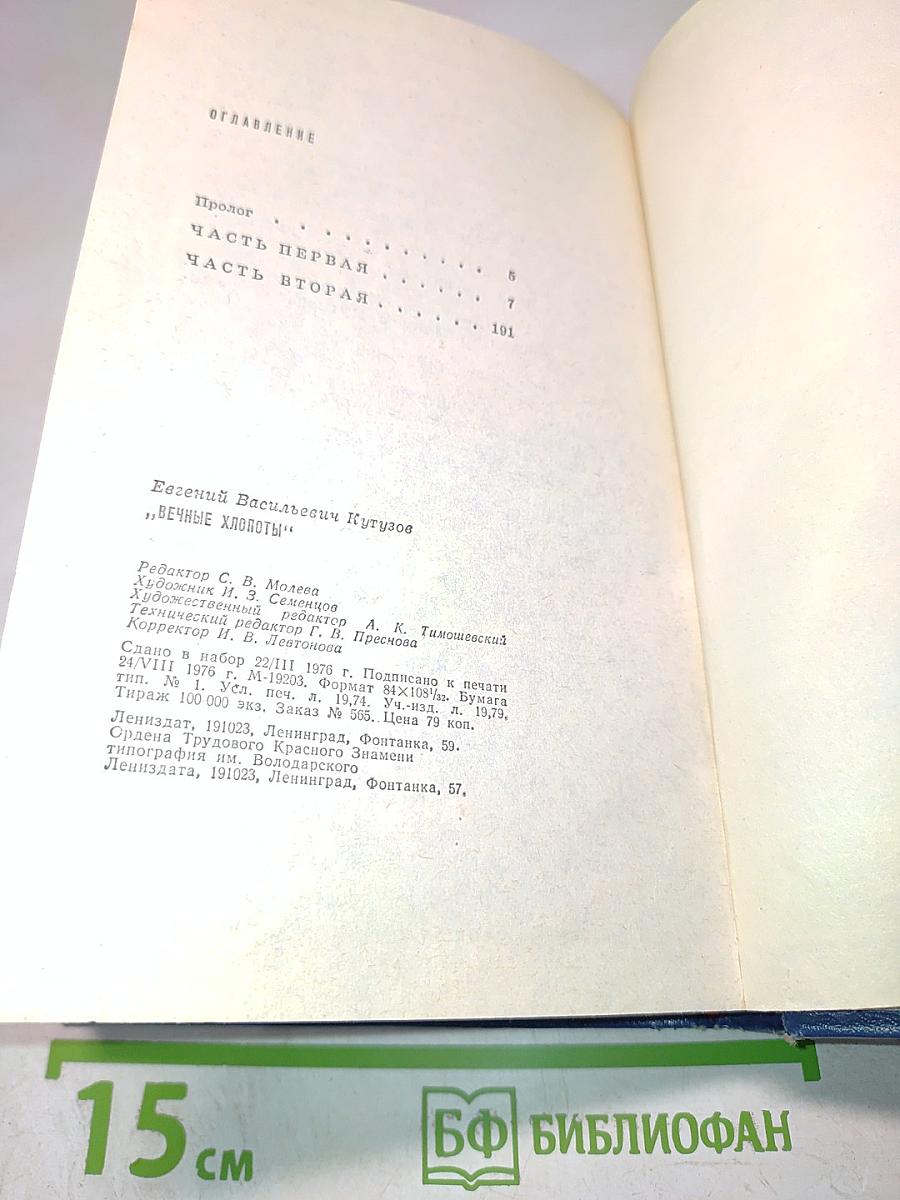 ОГЛАВЛЕНИЕ
Пролог . . . . . . . . . . 5
ЧАСТЬ ПЕРВАЯ . . . . . . 7
ЧАСТЬ ВТОРАЯ . . . . . . 191
Евгений Васильевич Кутузов
„ВЕЧНЫЕ ХЛОПОТЫ“
Редактор С. В. Молева
Художник И. З. Семенцов
Художественный редактор А. К. Тимошевский
Технический редактор Г. В. Преснова
Корректор И. В. Левтонова
Сдано в набор 22/III 1976 г. Подписано к печати
24/VIII 1976 г. М-19203. Формат 84×108¹/₃₂. Бумага
тип. № 1. Усл. печ. л. 19,74. Уч.-изд. л. 19,79.
Тираж 100 000 экз. Заказ № 565. Цена 79 коп.
Лениздат, 191023, Ленинград, Фонтанка, 59.
Ордена Трудового Красного Знамени
типография им. Володарского
Лениздата, 191023, Ленинград, Фонтанка, 57.
15 см
БФ БИБЛИОФАН